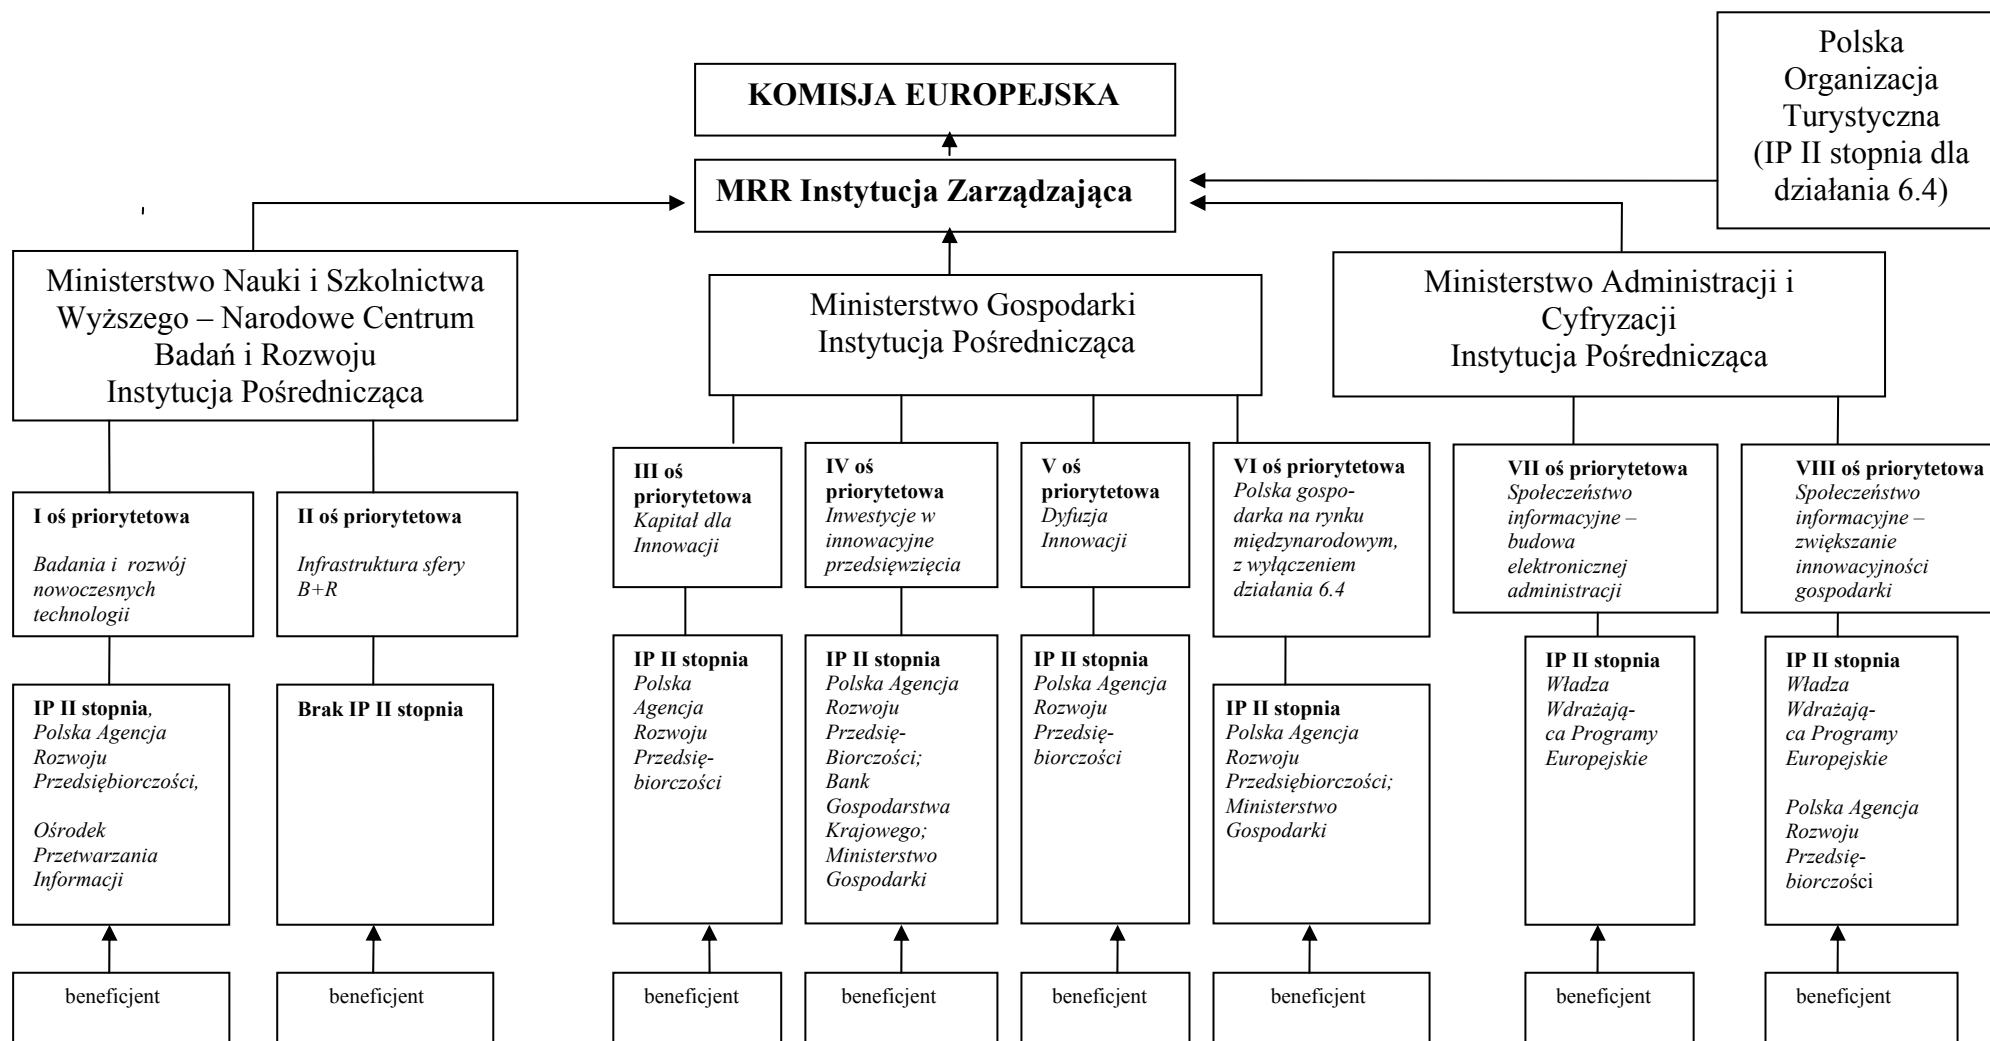 Polska
Organizacja
Turystyczna
(IP II stopnia dla
działania 6.4)
KOMISJA EUROPEJSKA
MRR Instytucja Zarządzająca
Ministerstwo Nauki i Szkolnictwa
Wyższego – Narodowe Centrum
Badań i Rozwoju
Instytucja Pośrednicząca
Ministerstwo Gospodarki
Instytucja Pośrednicząca
Ministerstwo Administracji i
Cyfryzacji
Instytucja Pośrednicząca
I oś priorytetowa
Badania i rozwój
nowoczesnych
technologii
II oś priorytetowa
Infrastruktura sfery
B+R
III oś
priorytetowa
Kapitał dla
Innowacji
IV oś
priorytetowa
Inwestycje w
innowacyjne
przedsięwzięcia
V oś
priorytetowa
Dyfuzja
Innowacji
VI oś priorytetowa
Polska gospo-
darka na rynku
międzynarodowym,
z wyłączeniem
działania 6.4
VII oś priorytetowa
Społeczeństwo
informacyjne –
budowa
elektronicznej
administracji
VIII oś priorytetowa
Społeczeństwo
informacyjne –
zwiększanie
innowacyjności
gospodarki
IP II stopnia,
Polska Agencja
Rozwoju
Przedsiębiorczości,
Ośrodek
Przetwarzania
Informacji
Brak IP II stopnia
IP II stopnia
Polska
Agencja
Rozwoju
Przedsię-
biorczości
IP II stopnia
Polska Agencja
Rozwoju
Przedsię-
Biorczości;
Bank
Gospodarstwa
Krajowego;
Ministerstwo
Gospodarki
IP II stopnia
Polska Agencja
Rozwoju
Przedsię-
biorczości
IP II stopnia
Polska Agencja
Rozwoju
Przedsiębiorczości;
Ministerstwo
Gospodarki
IP II stopnia
Władza
Wdrażają-
ca Programy
Europejskie
IP II stopnia
Władza
Wdrażają-
ca Programy
Europejskie
Polska Agencja
Rozwoju
Przedsię-
biorczości
beneficjent
beneficjent
beneficjent
beneficjent
beneficjent
beneficjent
beneficjent
beneficjent